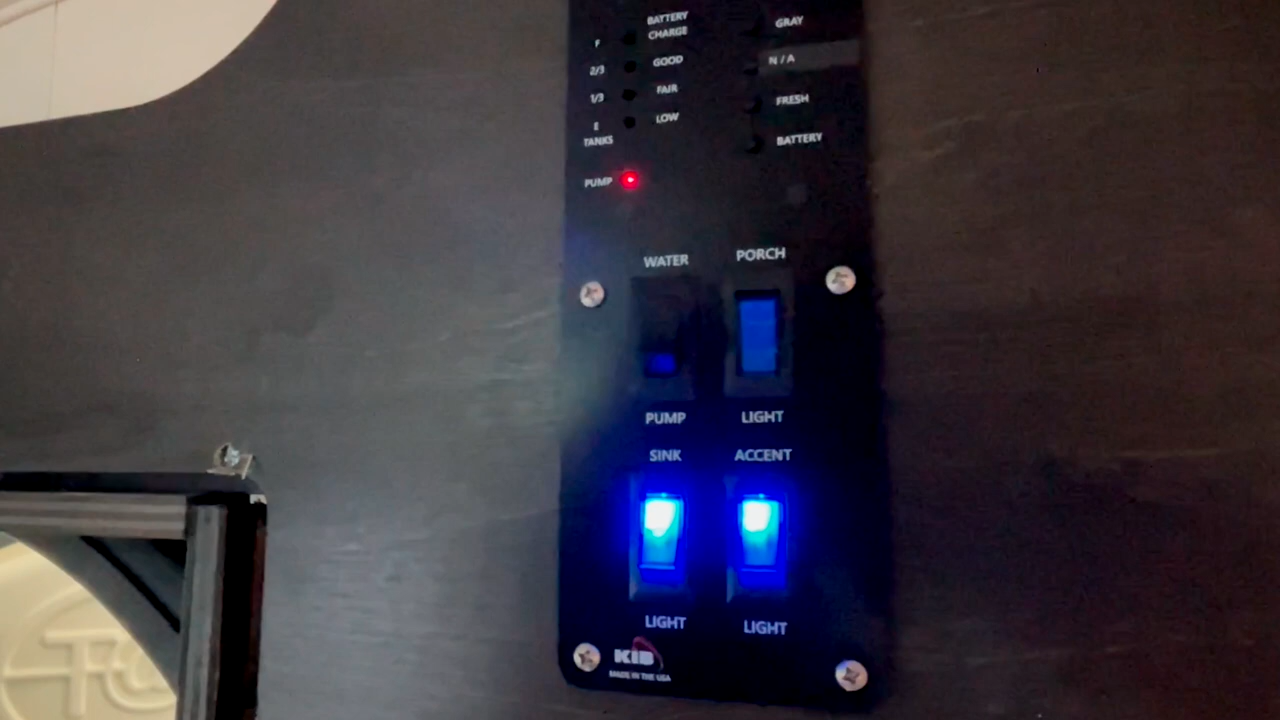 BATTERY
CHARGE
GRAY
F
2/3
GOOD
N / A
1/3
FAIR
FRESH
E
LOW
TANKS
BATTERY
PUMP
WATER
PORCH
PUMP
LIGHT
SINK
ACCENT
LIGHT
LIGHT
KIB
MADE IN THE USA